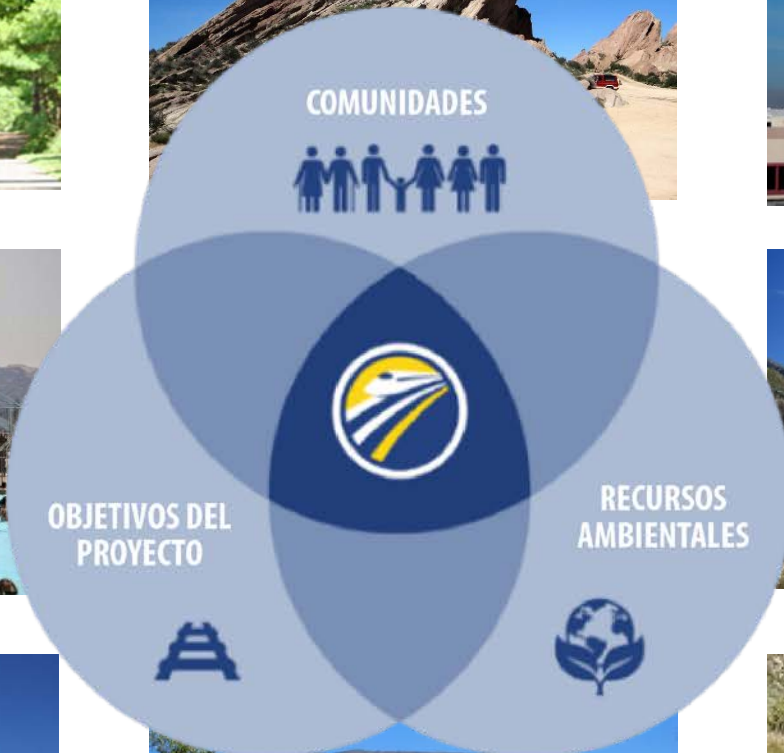 COMUNIDADES
OBJETIVOS DEL
PROYECTO
RECURSOS
AMBIENTALES